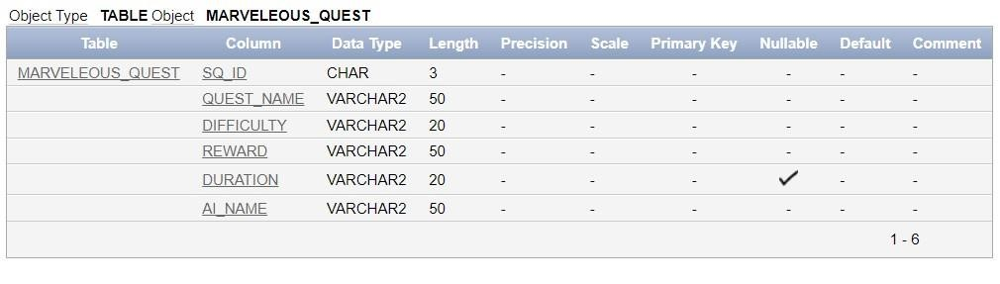 Object Type TABLE Object MARVELEOUS_QUEST
Table Column Data Type Length Precision Scale Primary Key Nullable Default Comment
MARVELEOUS_QUEST SQ_ID CHAR 3 - - - - - -
QUEST_NAME VARCHAR2 50 - - - - - -
DIFFICULTY VARCHAR2 20 - - - - - -
REWARD VARCHAR2 50 - - - - - -
DURATION VARCHAR2 20 - - - ✓ - -
AI_NAME VARCHAR2 50 - - - - - -
1 - 6